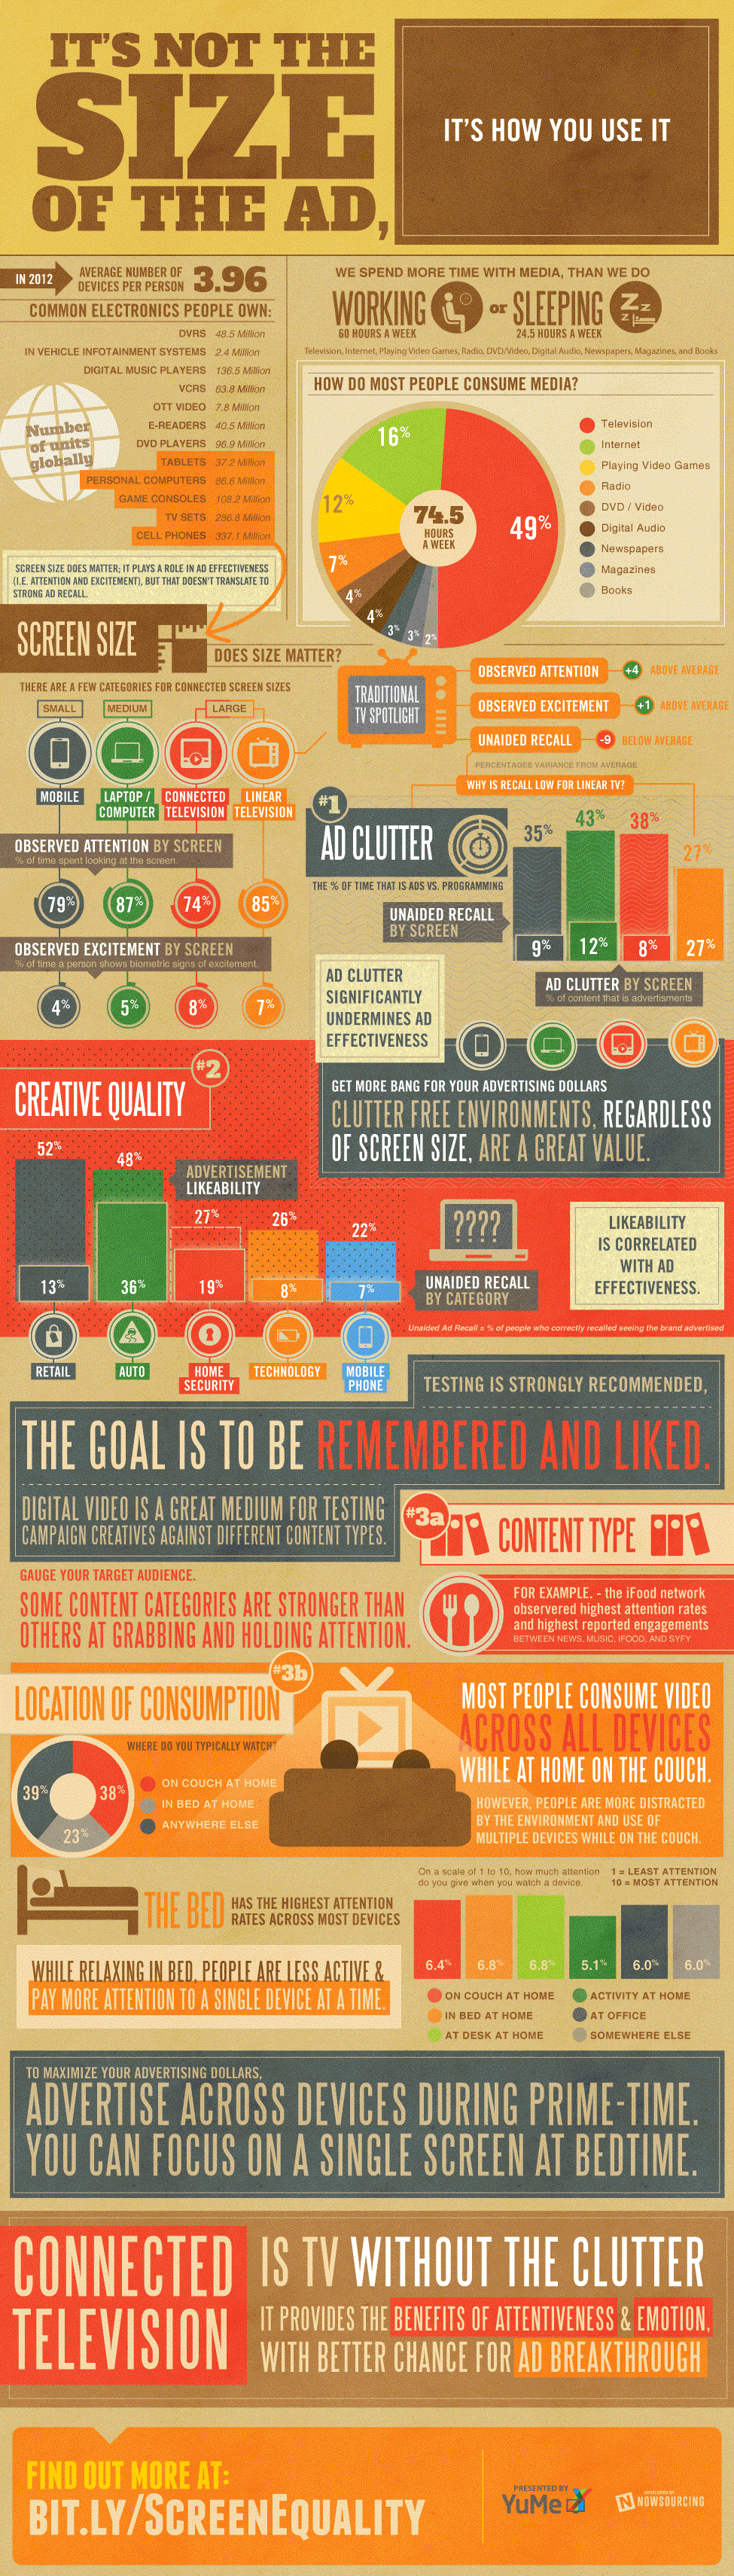 IT'S NOT THE
SIZE
OF THE AD,
IT'S HOW YOU USE IT
IN 2012
AVERAGE NUMBER OF
DEVICES PER PERSON
3.96
COMMON ELECTRONICS PEOPLE OWN:
DVRS 48.5 Million
IN VEHICLE INFOTAINMENT SYSTEMS 2.4 Million
DIGITAL MUSIC PLAYERS 136.5 Million
VCRS 63.8 Million
OTT VIDEO 7.8 Million
E-READERS 40.5 Million
DVD PLAYERS 96.9 Million
TABLETS 37.2 Million
PERSONAL COMPUTERS 86.6 Million
GAME CONSOLES 108.2 Million
TV SETS 286.8 Million
CELL PHONES 337.1 Million
Number
of units
globally
SCREEN SIZE DOES MATTER; IT PLAYS A ROLE IN AD EFFECTIVENESS
(I.E. ATTENTION AND EXCITEMENT), BUT THAT DOESN'T TRANSLATE TO
STRONG AD RECALL.
WE SPEND MORE TIME WITH MEDIA, THAN WE DO
WORKING or SLEEPING
Z Z
Z
60 HOURS A WEEK 24.5 HOURS A WEEK
Television, Internet, Playing Video Games, Radio, DVD/Video, Digital Audio, Newspapers, Magazines, and Books
HOW DO MOST PEOPLE CONSUME MEDIA?
16%
12%
7%
4%
4%
3%
3%
2%
49%
74.5
HOURS
A WEEK
Television
Internet
Playing Video Games
Radio
DVD / Video
Digital Audio
Newspapers
Magazines
Books
SCREEN SIZE
DOES SIZE MATTER?
THERE ARE A FEW CATEGORIES FOR CONNECTED SCREEN SIZES
SMALL MEDIUM LARGE
MOBILE
LAPTOP /
COMPUTER
CONNECTED
TELEVISION
LINEAR
TELEVISION
OBSERVED ATTENTION BY SCREEN
% of time spent looking at the screen.
79% 87% 74% 85%
OBSERVED EXCITEMENT BY SCREEN
% of time a person shows biometric signs of excitement.
4% 5% 8% 7%
TRADITIONAL
TV SPOTLIGHT
OBSERVED ATTENTION +4 ABOVE AVERAGE
OBSERVED EXCITEMENT +1 ABOVE AVERAGE
UNAIDED RECALL -9 BELOW AVERAGE
PERCENTAGES VARIANCE FROM AVERAGE
WHY IS RECALL LOW FOR LINEAR TV?
#1
AD CLUTTER
THE % OF TIME THAT IS ADS VS. PROGRAMMING
35% 43% 38% 27%
UNAIDED RECALL
BY SCREEN
9% 12% 8% 27%
AD CLUTTER BY SCREEN
% of content that is advertisments
AD CLUTTER
SIGNIFICANTLY
UNDERMINES AD
EFFECTIVENESS
GET MORE BANG FOR YOUR ADVERTISING DOLLARS
CLUTTER FREE ENVIRONMENTS, REGARDLESS
OF SCREEN SIZE, ARE A GREAT VALUE.
#2
CREATIVE QUALITY
52% 48% 27% 26% 22%
ADVERTISEMENT
LIKEABILITY
13% 36% 19% 8% 7%
RETAIL
AUTO
HOME
SECURITY
TECHNOLOGY
MOBILE
PHONE
????
UNAIDED RECALL
BY CATEGORY
LIKEABILITY
IS CORRELATED
WITH AD
EFFECTIVENESS.
Unaided Ad Recall = % of people who correctly recalled seeing the brand advertised
TESTING IS STRONGLY RECOMMENDED,
THE GOAL IS TO BE REMEMBERED AND LIKED.
DIGITAL VIDEO IS A GREAT MEDIUM FOR TESTING
CAMPAIGN CREATIVES AGAINST DIFFERENT CONTENT TYPES.
#3a
CONTENT TYPE
GAUGE YOUR TARGET AUDIENCE.
SOME CONTENT CATEGORIES ARE STRONGER THAN
OTHERS AT GRABBING AND HOLDING ATTENTION.
FOR EXAMPLE. - the iFood network
observered highest attention rates
and highest reported engagements
BETWEEN NEWS, MUSIC, IFOOD, AND SYFY
#3b
LOCATION OF CONSUMPTION
WHERE DO YOU TYPICALLY WATCH?
39% 38%
23%
ON COUCH AT HOME
IN BED AT HOME
ANYWHERE ELSE
MOST PEOPLE CONSUME VIDEO
ACROSS ALL DEVICES
WHILE AT HOME ON THE COUCH.
HOWEVER, PEOPLE ARE MORE DISTRACTED
BY THE ENVIRONMENT AND USE OF
MULTIPLE DEVICES WHILE ON THE COUCH.
THE BED
HAS THE HIGHEST ATTENTION
RATES ACROSS MOST DEVICES
WHILE RELAXING IN BED, PEOPLE ARE LESS ACTIVE &
PAY MORE ATTENTION TO A SINGLE DEVICE AT A TIME.
On a scale of 1 to 10, how much attention
do you give when you watch a device.
1 = LEAST ATTENTION
10 = MOST ATTENTION
6.4% 6.8% 6.8% 5.1% 6.0% 6.0%
ON COUCH AT HOME
IN BED AT HOME
AT DESK AT HOME
ACTIVITY AT HOME
AT OFFICE
SOMEWHERE ELSE
TO MAXIMIZE YOUR ADVERTISING DOLLARS,
ADVERTISE ACROSS DEVICES DURING PRIME-TIME.
YOU CAN FOCUS ON A SINGLE SCREEN AT BEDTIME.
CONNECTED
TELEVISION
IS TV WITHOUT THE CLUTTER
IT PROVIDES THE BENEFITS OF ATTENTIVENESS & EMOTION,
WITH BETTER CHANCE FOR AD BREAKTHROUGH
FIND OUT MORE AT:
BIT.LY/SCREENEQUALITY
PRESENTED BY
YuMe
DEVELOPED BY
N NOWSOURCING